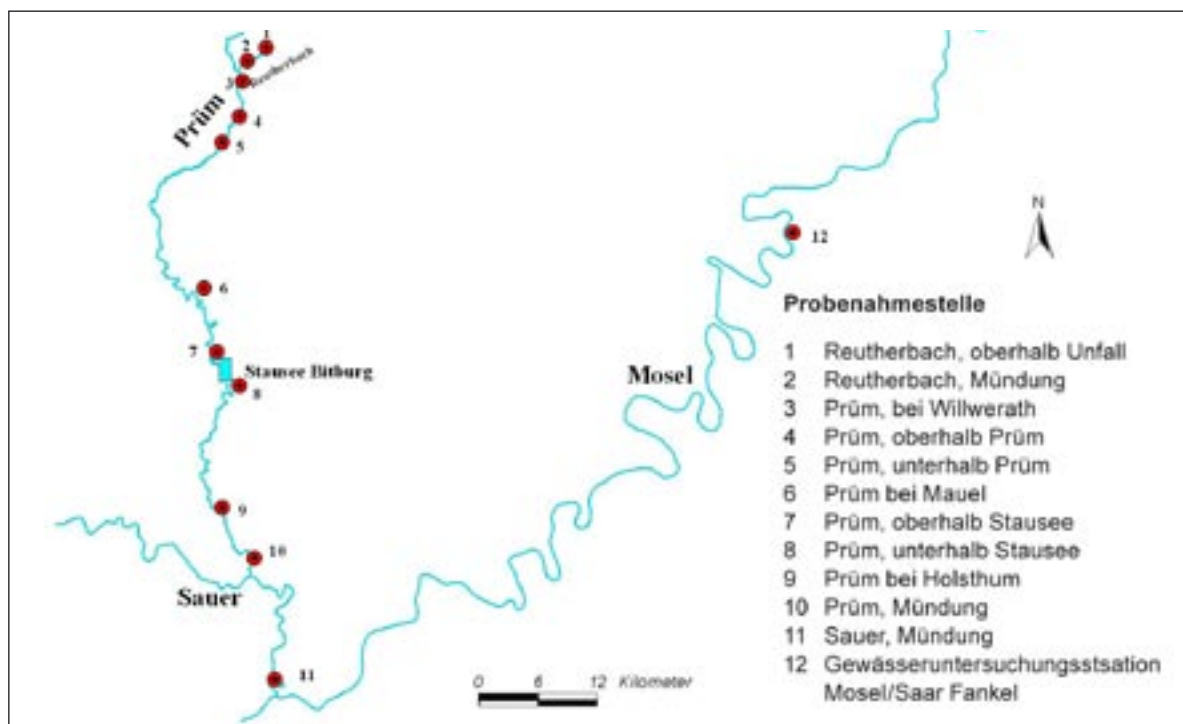 1
2
Reutherbach
3
Prüm
4
5
N
12
6
Probenahmestelle
7
Stausee Bitburg
8
Mosel
1 Reutherbach, oberhalb Unfall
2 Reutherbach, Mündung
3 Prüm, bei Willwerath
4 Prüm, oberhalb Prüm
5 Prüm, unterhalb Prüm
6 Prüm bei Mauel
7 Prüm, oberhalb Stausee
8 Prüm, unterhalb Stausee
9 Prüm bei Holsthum
10 Prüm, Mündung
11 Sauer, Mündung
12 Gewässeruntersuchungsstsation
Mosel/Saar Fankel
9
10
Sauer
11
0 6 12 Kilometer